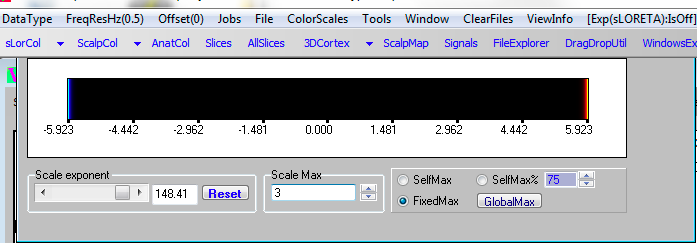 DataType FreqResHz(0.5) Offset(0) Jobs File ColorScales Tools Window ClearFiles ViewInfo [Exp(sLORETA):IsOff]
sLorCol ScalpCol AnatCol Slices AllSlices 3DCortex ScalpMap Signals FileExplorer DragDropUtil WindowsEx
-5.923 -4.442 -2.962 -1.481 0.000 1.481 2.962 4.442 5.923
Scale exponent Scale Max SelfMax SelfMax% 75
148.41 Reset 3 FixedMax GlobalMax